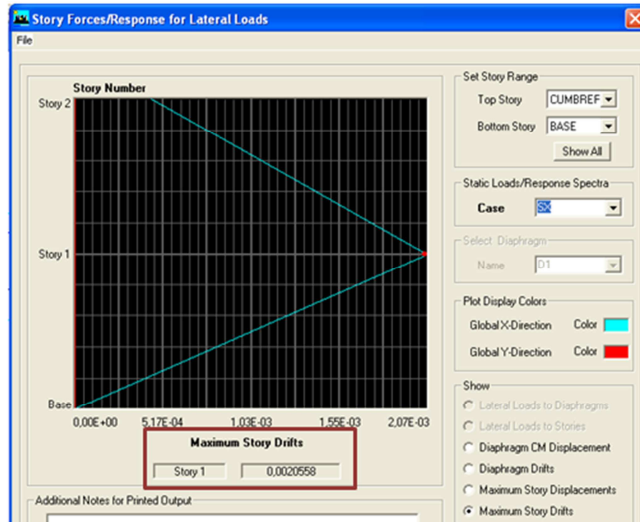 Story Forces/Response for Lateral Loads
File
Story Number
Story 2
Story 1
Base
0,00E+00 5,17E-04 1,03E-03 1,55E-03 2,07E-03
Maximum Story Drifts
Story 1 0,0020558
Additional Notes for Printed Output
Set Story Range
Top Story CUMBREF
Bottom Story BASE
Show All
Static Loads/Response Spectra
Case SX
Select Diaphragm
Name D1
Plot Display Colors
Global X-Direction Color
Global Y-Direction Color
Show
Lateral Loads to Diaphragms
Lateral Loads to Stories
Diaphragm CM Displacement
Diaphragm Drifts
Maximum Story Displacements
Maximum Story Drifts